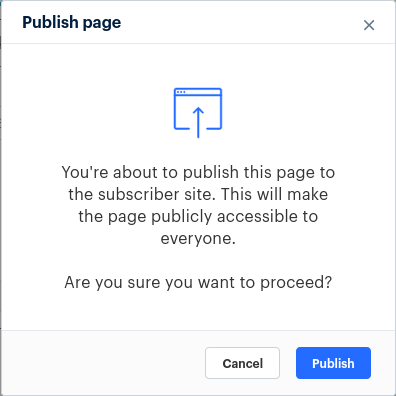 Publish page
You're about to publish this page to
the subscriber site. This will make
the page publicly accessible to
everyone.
Are you sure you want to proceed?
Cancel
Publish